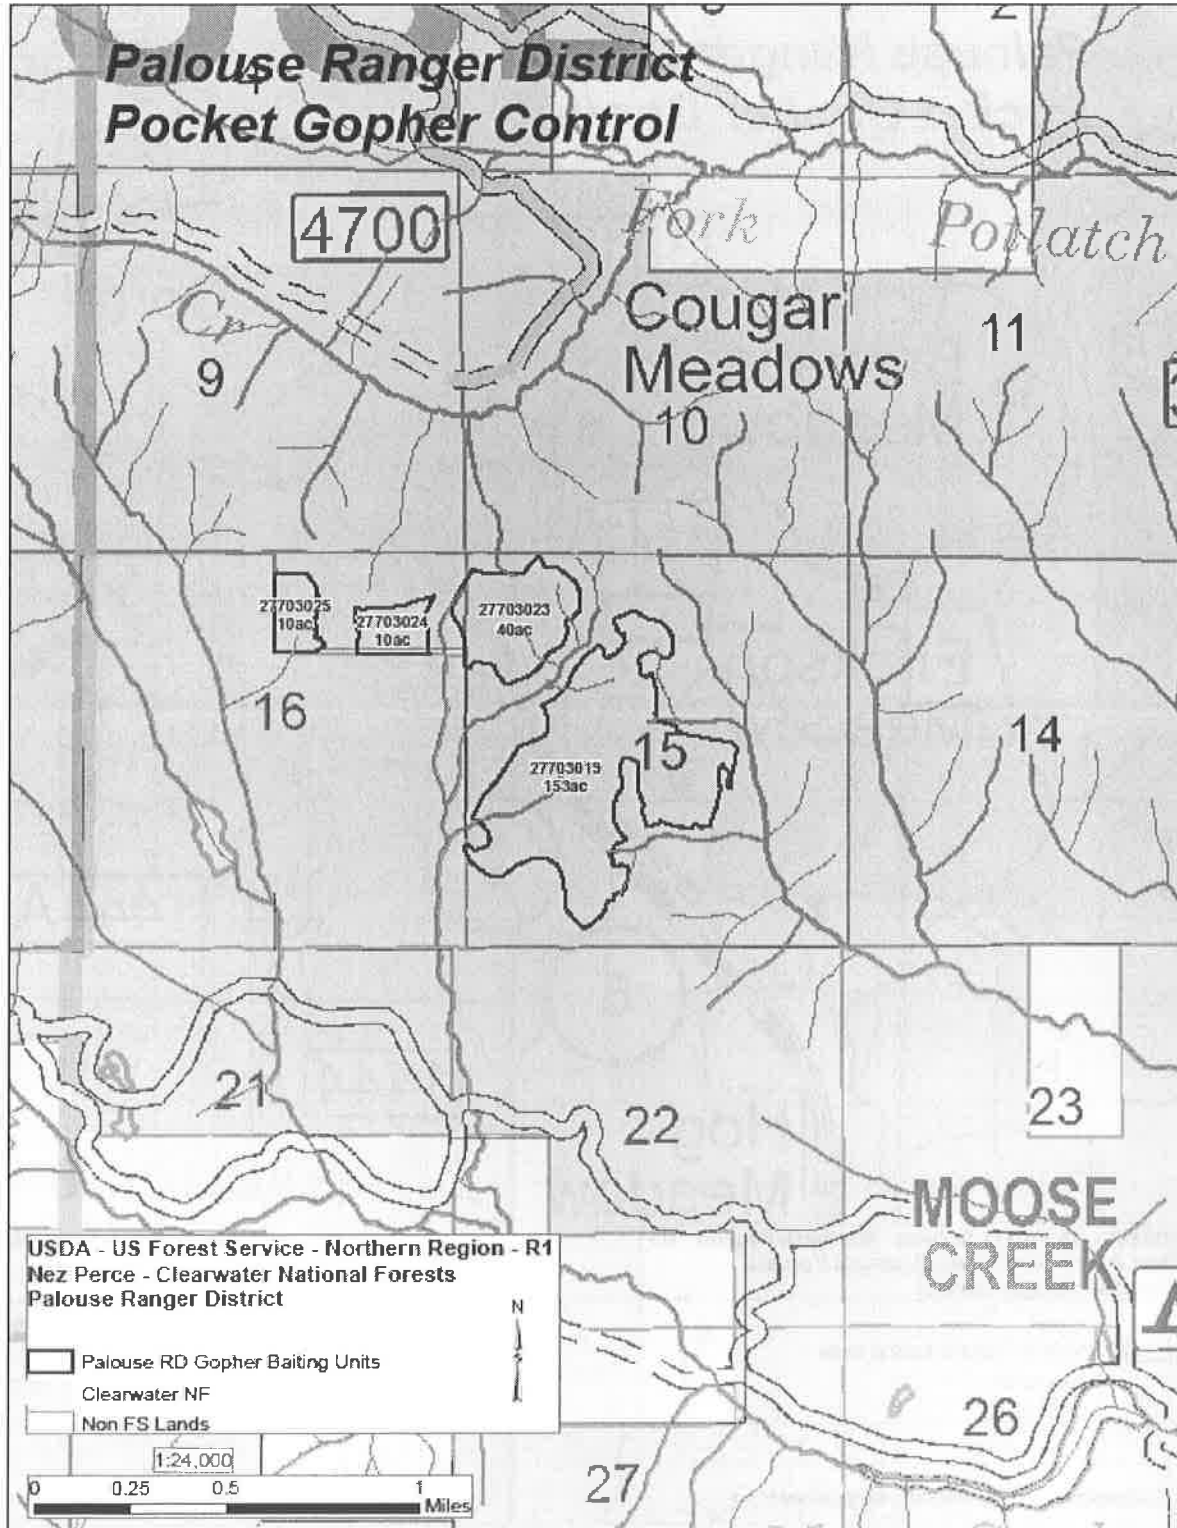 Palouse Ranger District
Pocket Gopher Control
4
2
4700
Fork
Potlatch
Cougar
Meadows
Cr
9
10
11
27703025
10ac
27703024
10ac
27703023
40ac
16
27703019
153ac
15
14
21
22
23
MOOSE
CREEK
USDA - US Forest Service - Northern Region - R1
Nez Perce - Clearwater National Forests
Palouse Ranger District
N
Palouse RD Gopher Baiting Units
Clearwater NF
Non FS Lands
1:24,000
0 0.25 0.5 1
Miles
26
27